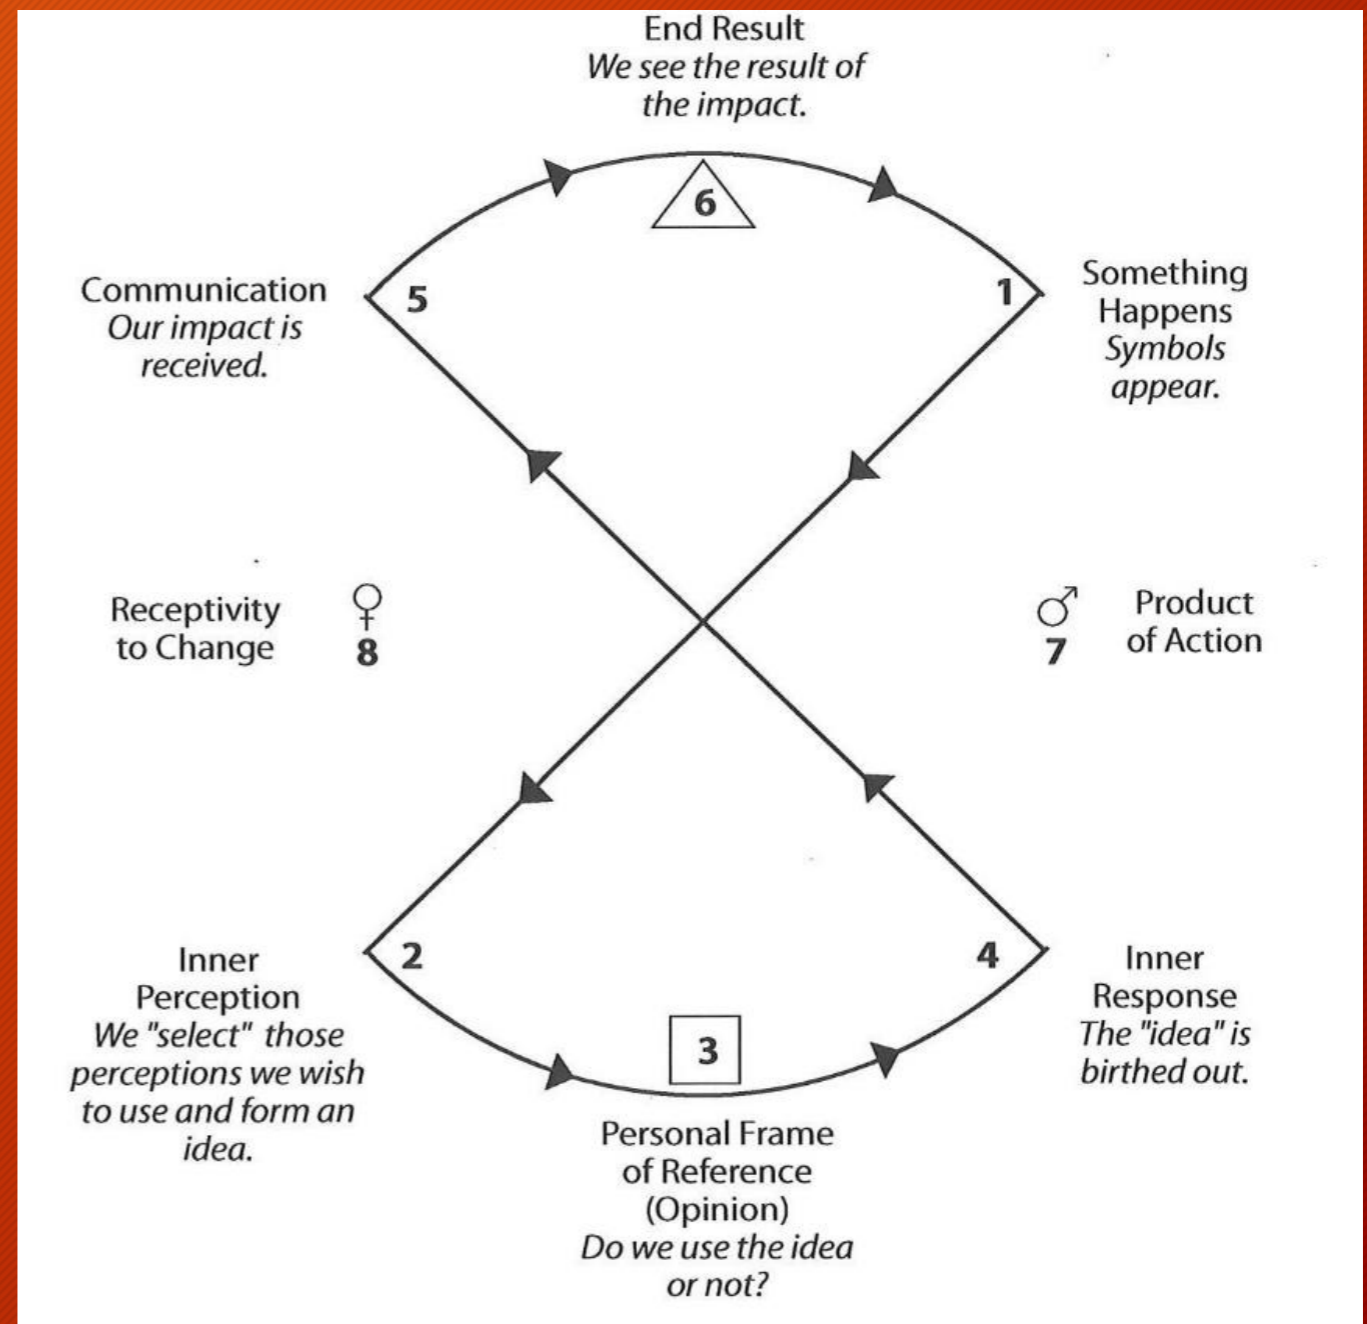 End Result
We see the result of
the impact.
6
Communication
Our impact is
received.
5
1
Something
Happens
Symbols
appear.
Receptivity
to Change
8
7
Product
of Action
Inner
Perception
We "select" those
perceptions we wish
to use and form an
idea.
2
3
4
Inner
Response
The "idea" is
birthed out.
Personal Frame
of Reference
(Opinion)
Do we use the idea
or not?